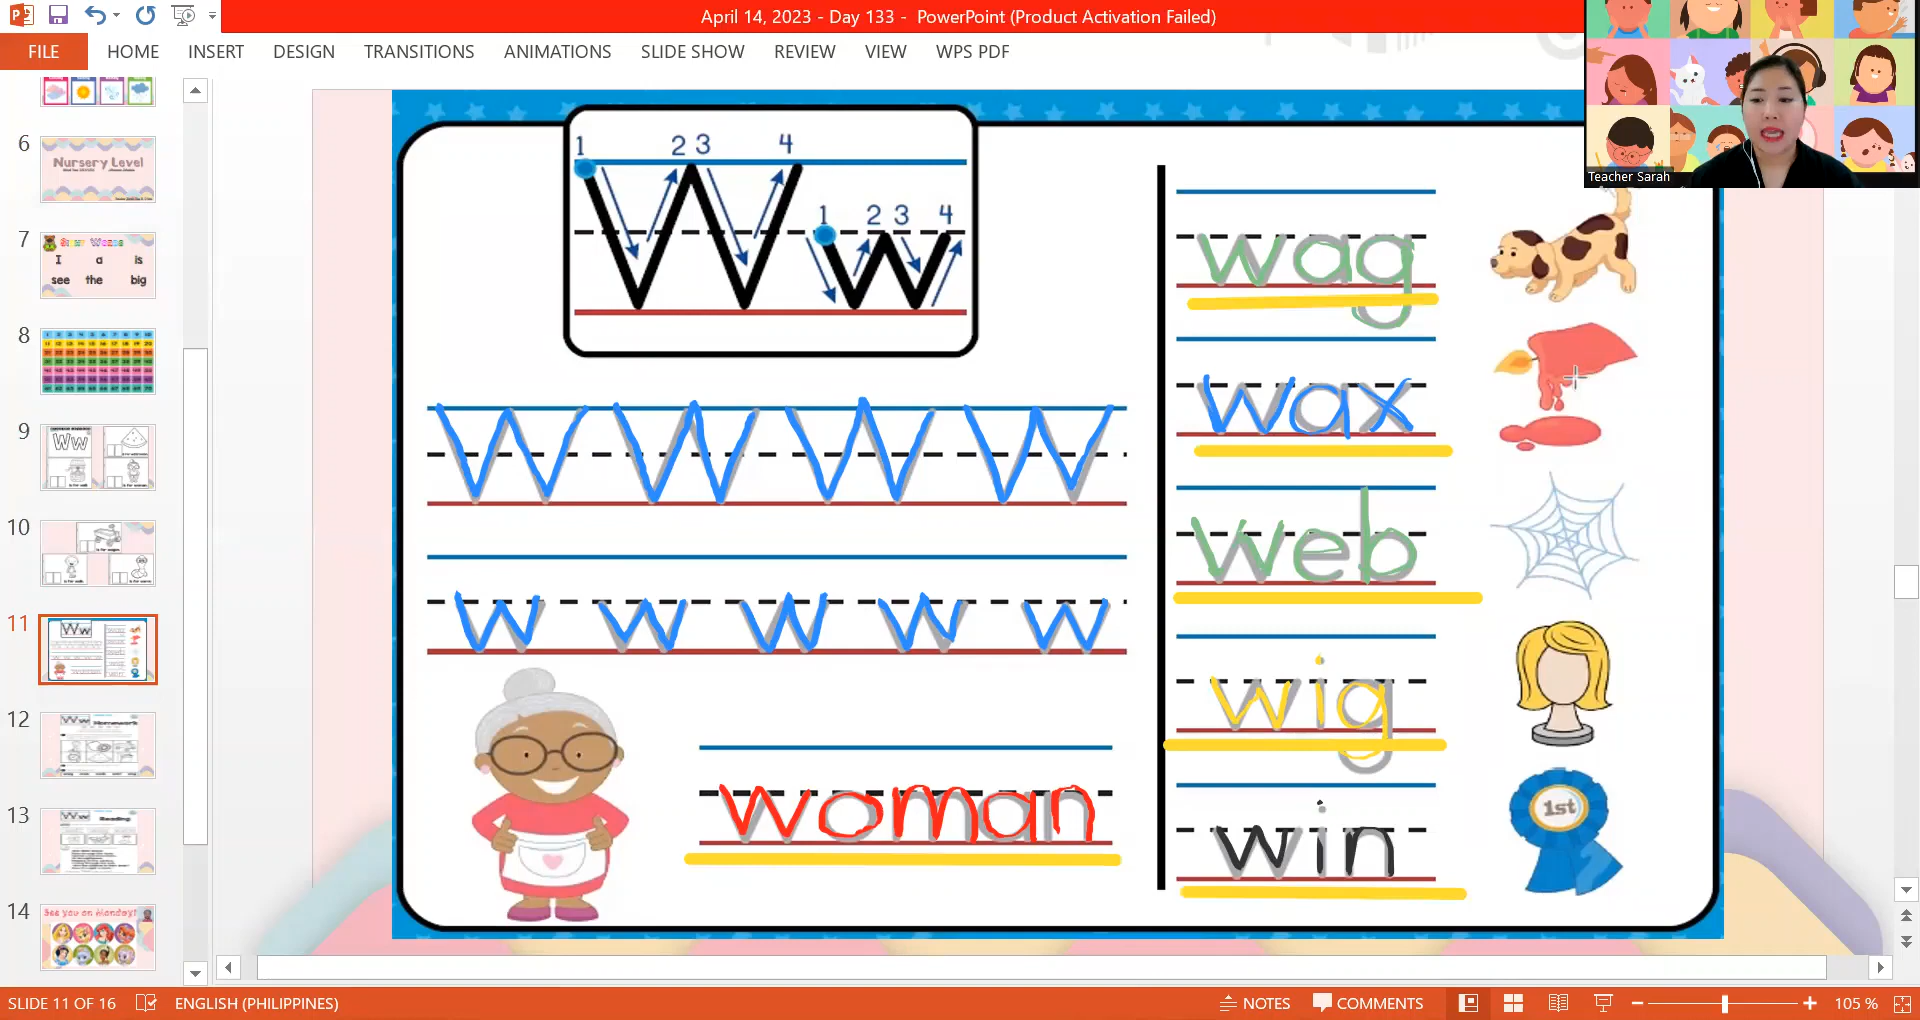 April 14, 2023 - Day 133 - PowerPoint (Product Activation Failed)
FILE HOME INSERT DESIGN TRANSITIONS ANIMATIONS SLIDE SHOW REVIEW VIEW WPS PDF
Teacher Sarah
6
Nursery Level
7
I a is
see the big
8
9
Ww
10
11
Ww
12
Ww Homework
13
Ww Reading
14
See you on Monday!
1 2 3 4
1 2 3 4
W w
W W W W
w w w w w
woman
wag
wax
web
wig
win
1st
SLIDE 11 OF 16 ENGLISH (PHILIPPINES) NOTES COMMENTS 105 %